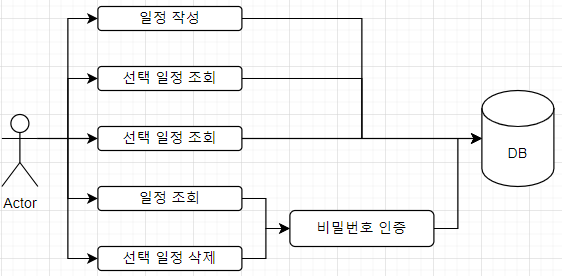 일정 작성
선택 일정 조회
선택 일정 조회
일정 조회
선택 일정 삭제
비밀번호 인증
DB
Actor